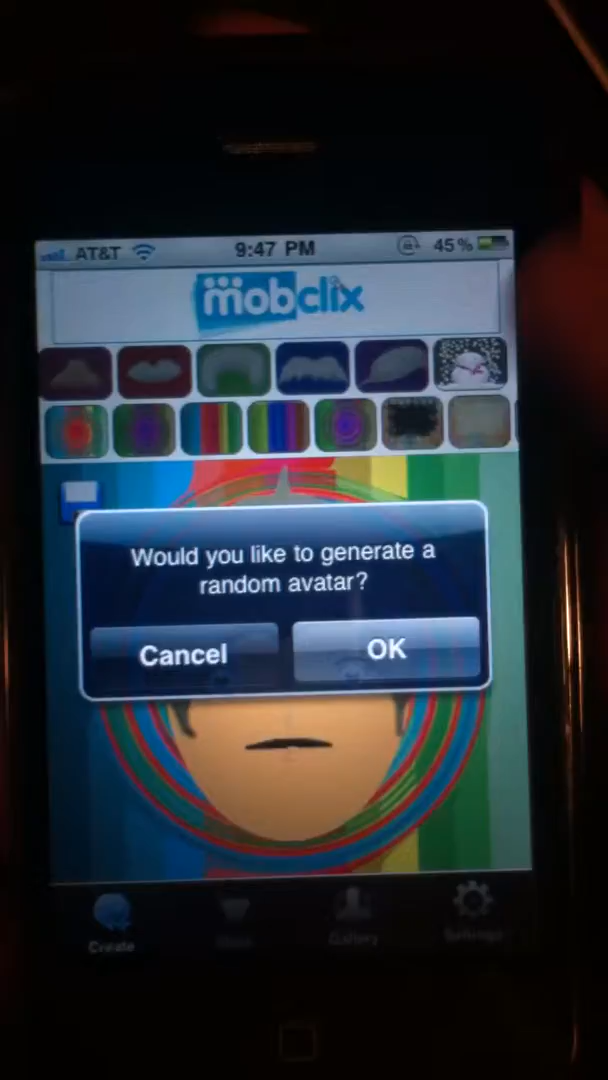 AT&T 9:47 PM 45%
mobclix
Would you like to generate a
random avatar?
Cancel OK
Create Gallery Settings